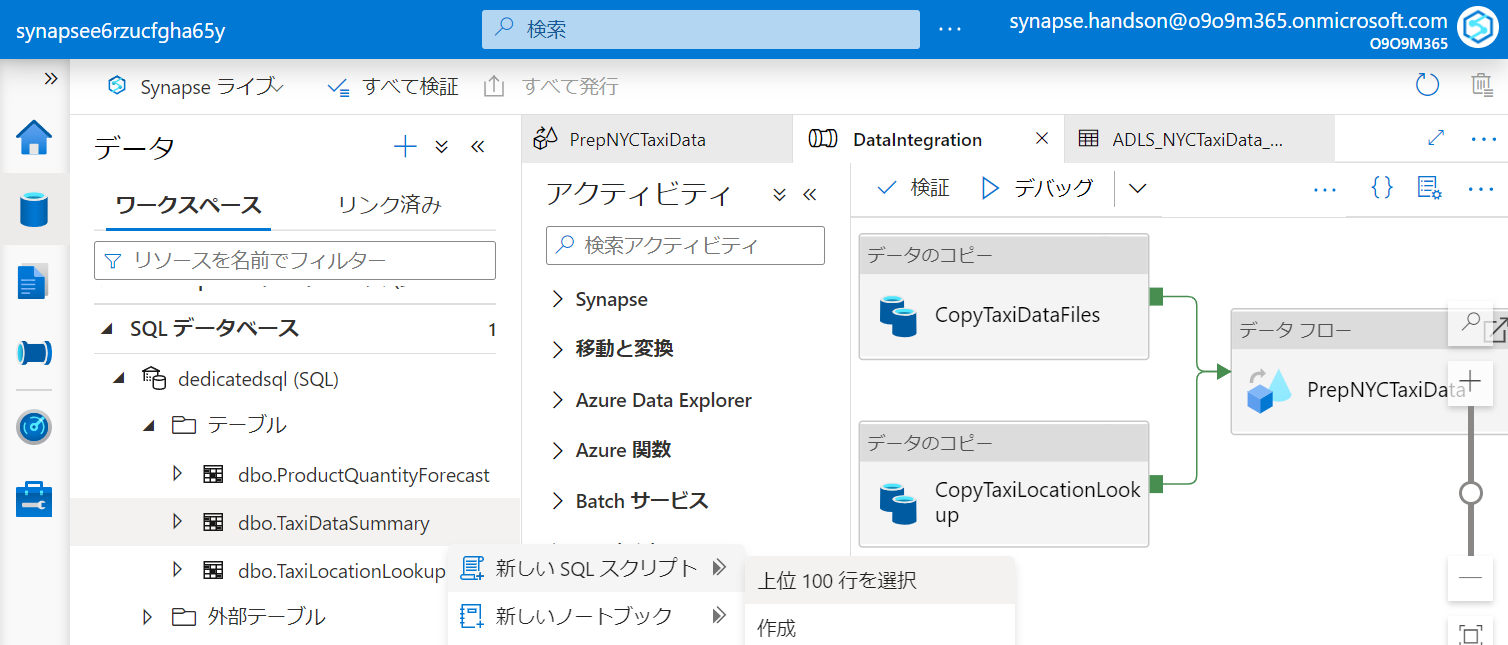 synapsee6rzucfgha65y
検索
synapse.handson@o9o9m365.onmicrosoft.com
O9O9M365
Synapse ライブ
すべて検証
すべて発行
データ
ワークスペース
リンク済み
リソースを名前でフィルター
SQL データベース
1
dedicatedsql (SQL)
テーブル
dbo.ProductQuantityForecast
dbo.TaxiDataSummary
dbo.TaxiLocationLookup
外部テーブル
新しい SQL スクリプト
新しいノートブック
上位 100 行を選択
作成
PrepNYCTaxiData
DataIntegration
ADLS_NYCTaxiData_...
アクティビティ
検索アクティビティ
Synapse
移動と変換
Azure Data Explorer
Azure 関数
Batch サービス
検証
デバッグ
データのコピー
CopyTaxiDataFiles
データのコピー
CopyTaxiLocationLook
up
データ フロー
PrepNYCTaxiData